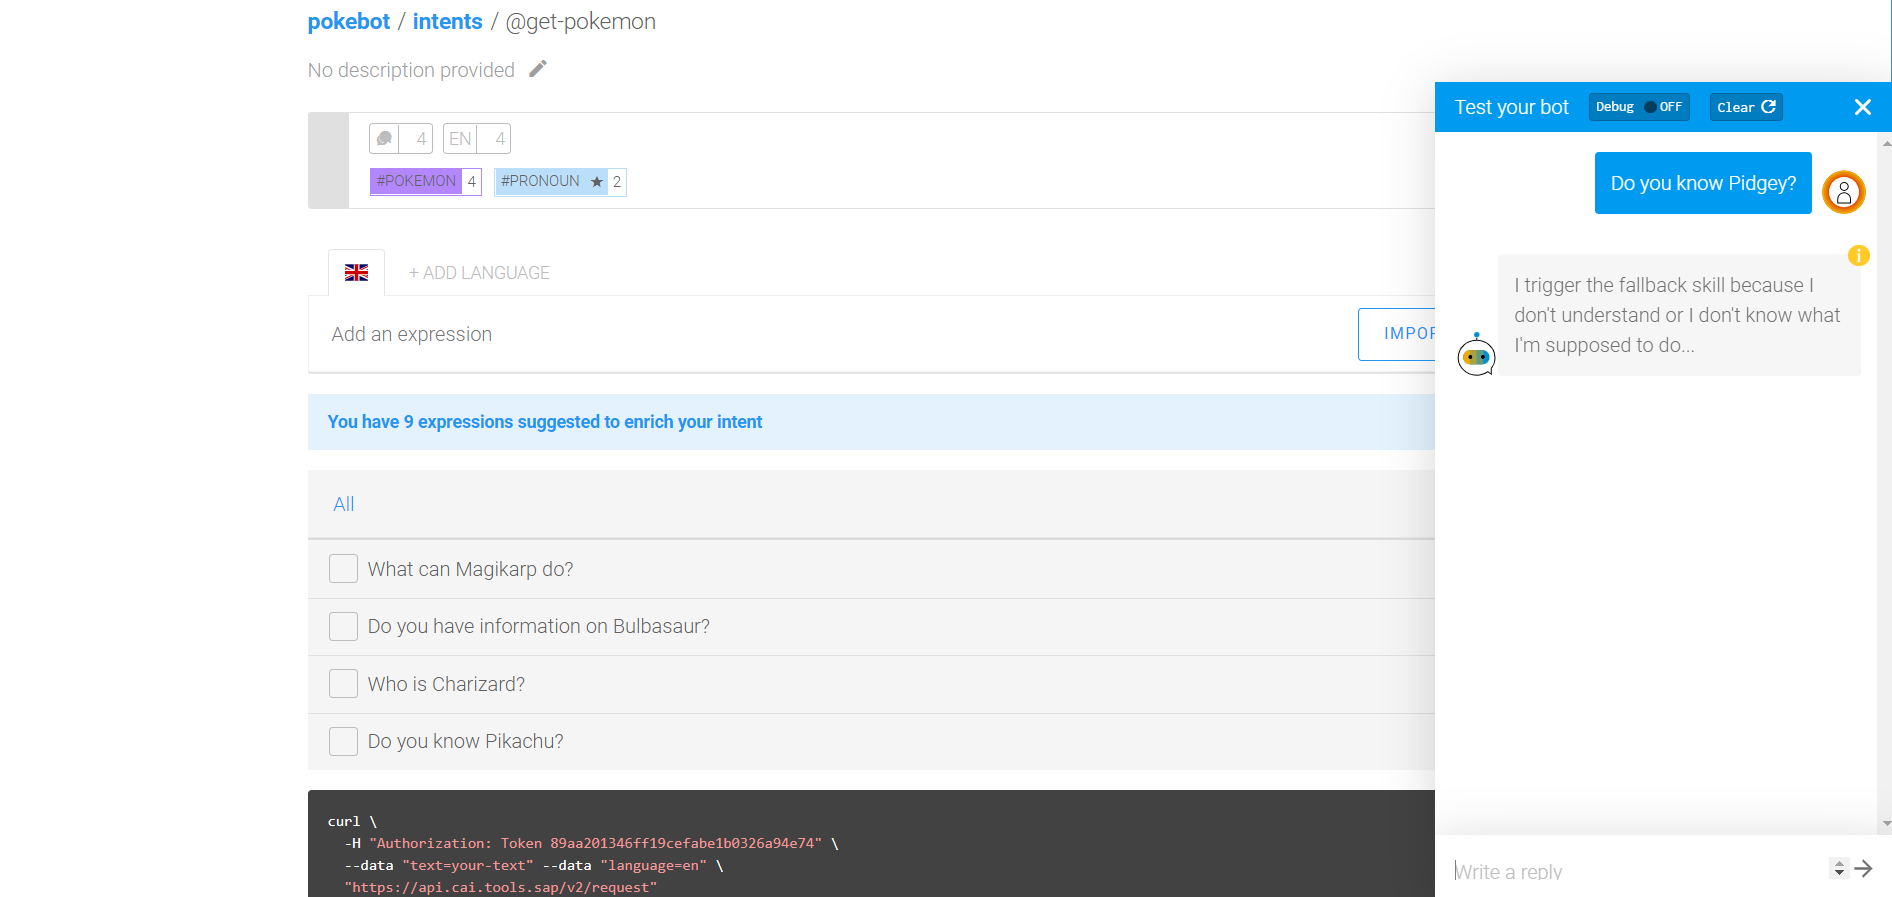 pokebot / intents / @get-pokemon
No description provided
4 EN 4
#POKEMON 4 #PRONOUN ★ 2
+ ADD LANGUAGE
Add an expression
IMPOR
You have 9 expressions suggested to enrich your intent
All
What can Magikarp do?
Do you have information on Bulbasaur?
Who is Charizard?
Do you know Pikachu?
curl \
-H "Authorization: Token 89aa201346ff19cefabe1b0326a94e74" \
--data "text=your-text" --data "language=en" \
"https://api.cai.tools.sap/v2/request"
Test your bot Debug OFF Clear
Do you know Pidgey?
I trigger the fallback skill because I
don't understand or I don't know what
I'm supposed to do...
Write a reply